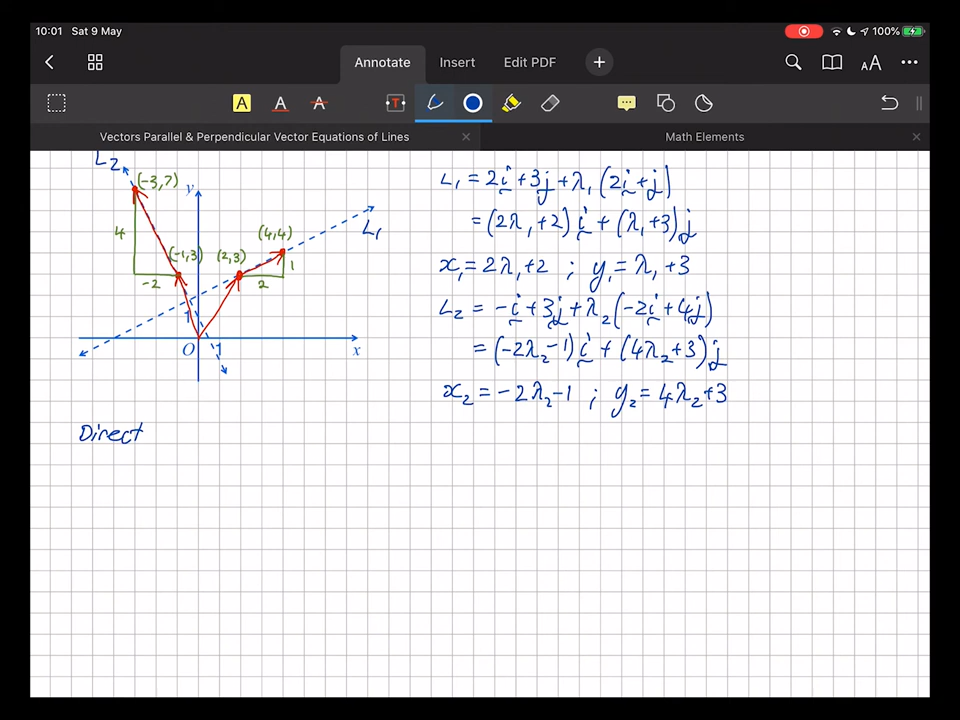 10:01 Sat 9 May 100%
Annotate Insert Edit PDF
Vectors Parallel & Perpendicular Vector Equations of Lines
Math Elements
L₂
(-3,7)
y
4
(-1,3)
(2,3)
(4,4)
L₁
-2
2
1
1
1
O
x
L₁ = 2i + 3j + λ₁(2i + j)
= (2λ₁+2)i + (λ₁+3)j
x₁ = 2λ₁+2 ; y₁ = λ₁+3
L₂ = -i + 3j + λ₂(-2i + 4j)
= (-2λ₂-1)i + (4λ₂+3)j
x₂ = -2λ₂-1 ; y₂ = 4λ₂+3
Direct